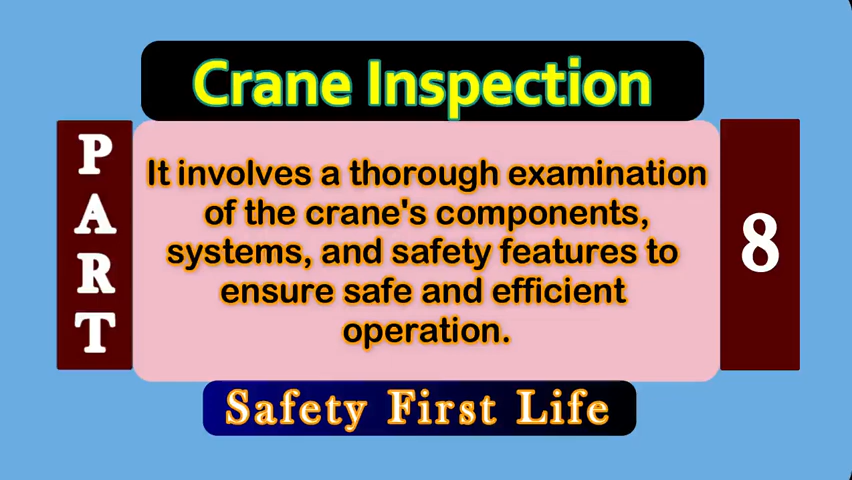 Crane Inspection
PART
It involves a thorough examination
of the crane's components,
systems, and safety features to
ensure safe and efficient
operation.
8
Safety First Life